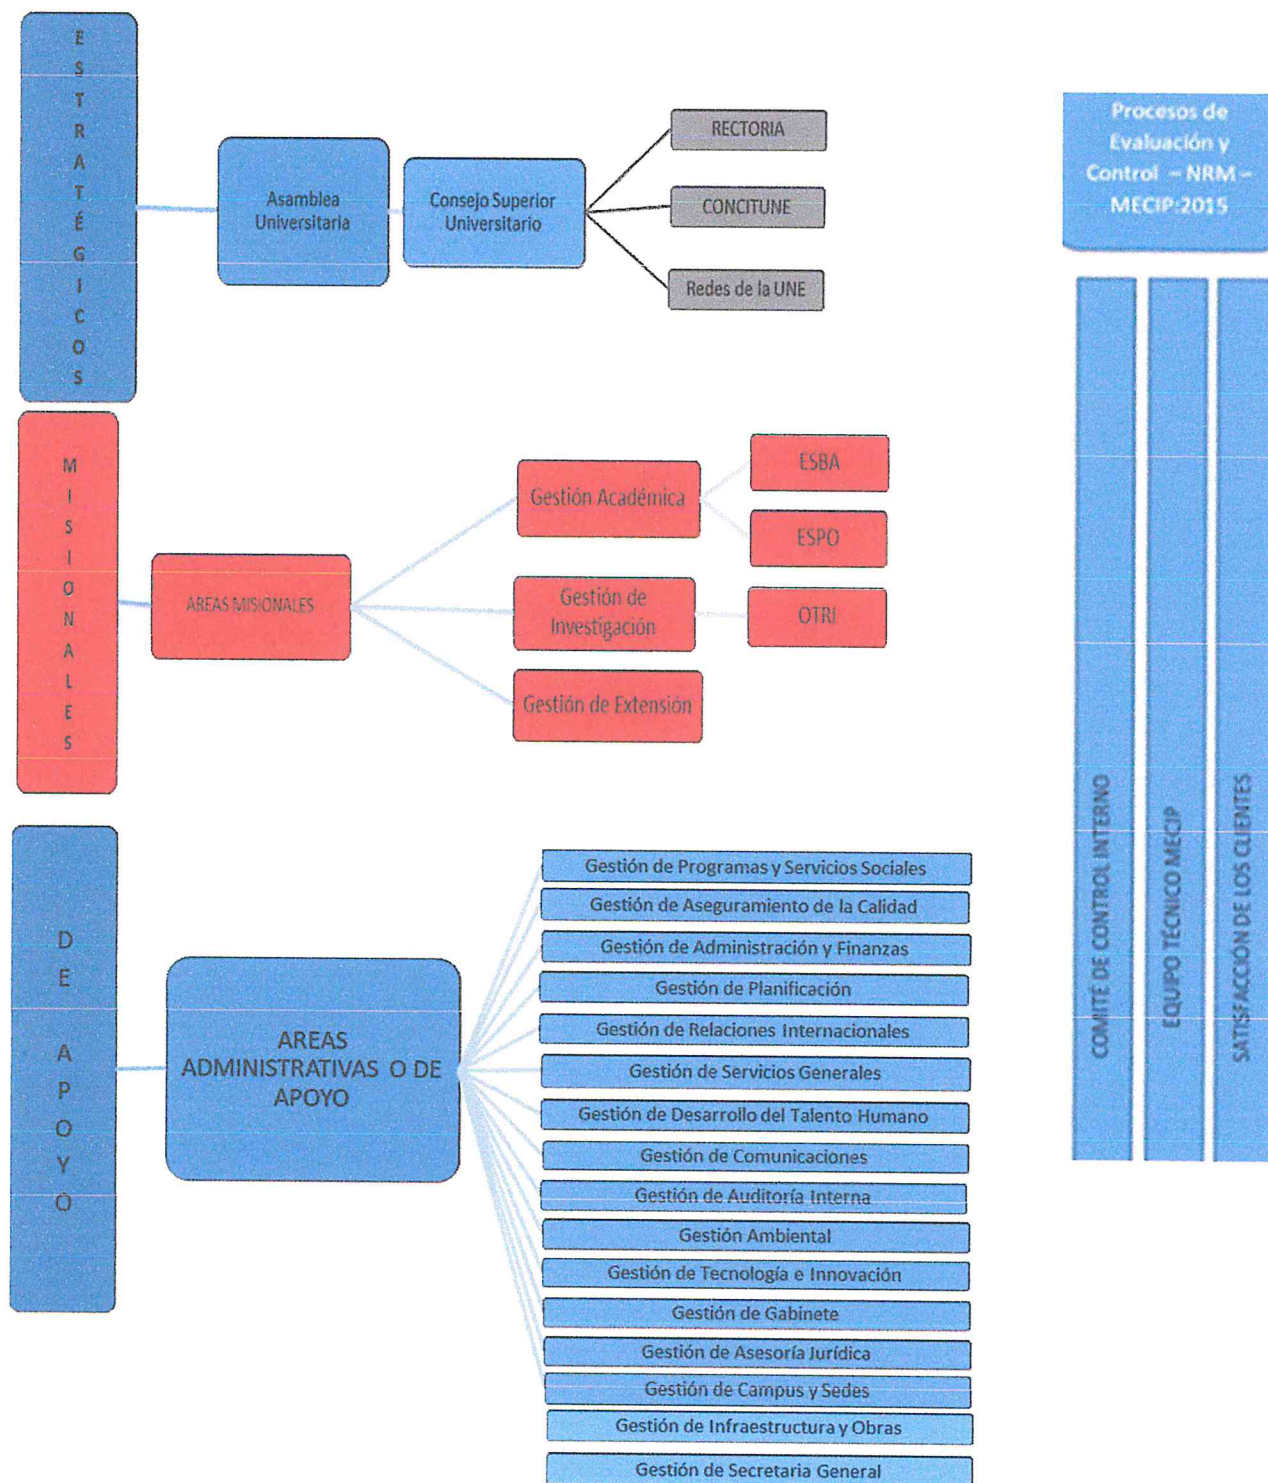 ESTRATÉGICOS
Asamblea
Universitaria
Consejo Superior
Universitario
RECTORIA
CONCITUNE
Redes de la UNE
MISIONALES
AREAS MISIONALES
Gestión Académica
ESBA
ESPO
Gestión de
Investigación
OTRI
Gestión de Extensión
DE APOYO
AREAS
ADMINISTRATIVAS O DE
APOYO
Gestión de Programas y Servicios Sociales
Gestión de Aseguramiento de la Calidad
Gestión de Administración y Finanzas
Gestión de Planificación
Gestión de Relaciones Internacionales
Gestión de Servicios Generales
Gestión de Desarrollo del Talento Humano
Gestión de Comunicaciones
Gestión de Auditoría Interna
Gestión Ambiental
Gestión de Tecnología e Innovación
Gestión de Gabinete
Gestión de Asesoría Jurídica
Gestión de Campus y Sedes
Gestión de Infraestructura y Obras
Gestión de Secretaria General
Procesos de
Evaluación y
Control – NRM –
MECIP:2015
COMITÉ DE CONTROL INTERNO
EQUIPO TÉCNICO MECIP
SATISFACCIÓN DE LOS CLIENTES